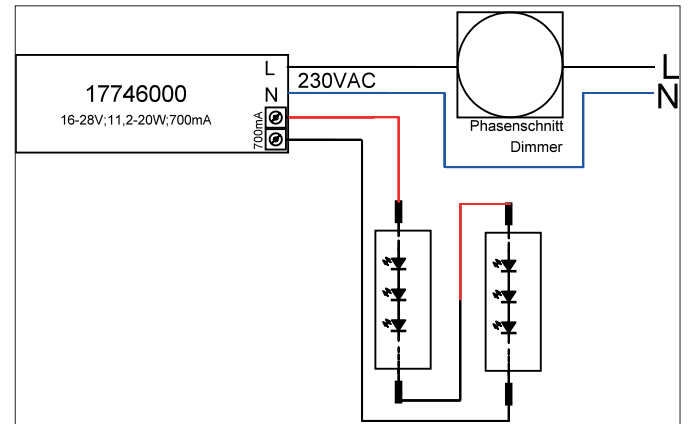 L
17746000
N
16-28V;11,2-20W;700mA
700mA
230VAC
Phasenschnitt
Dimmer
L
N